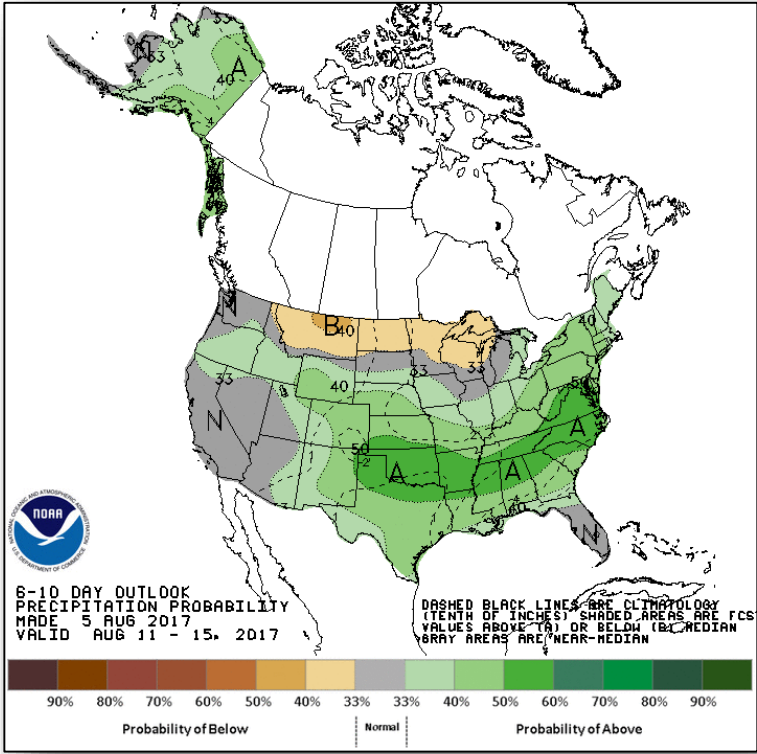 33
N
33
A
40
N
B
40
40
33
33
33
40
50
N
50
-2
A
A
A
2
N
NATIONAL OCEANIC AND ATMOSPHERIC ADMINISTRATION
NOAA
U.S. DEPARTMENT OF COMMERCE
6-10 DAY OUTLOOK
PRECIPITATION PROBABILITY
MADE 5 AUG 2017
VALID AUG 11 - 15, 2017
DASHED BLACK LINES ARE CLIMATOLOGY
(TENTH OF INCHES) SHADED AREAS ARE FCST
VALUES ABOVE (A) OR BELOW (B) MEDIAN
GRAY AREAS ARE NEAR-MEDIAN
90% 80% 70% 60% 50% 40% 33% 33% 40% 50% 60% 70% 80% 90%
Probability of Below Normal Probability of Above